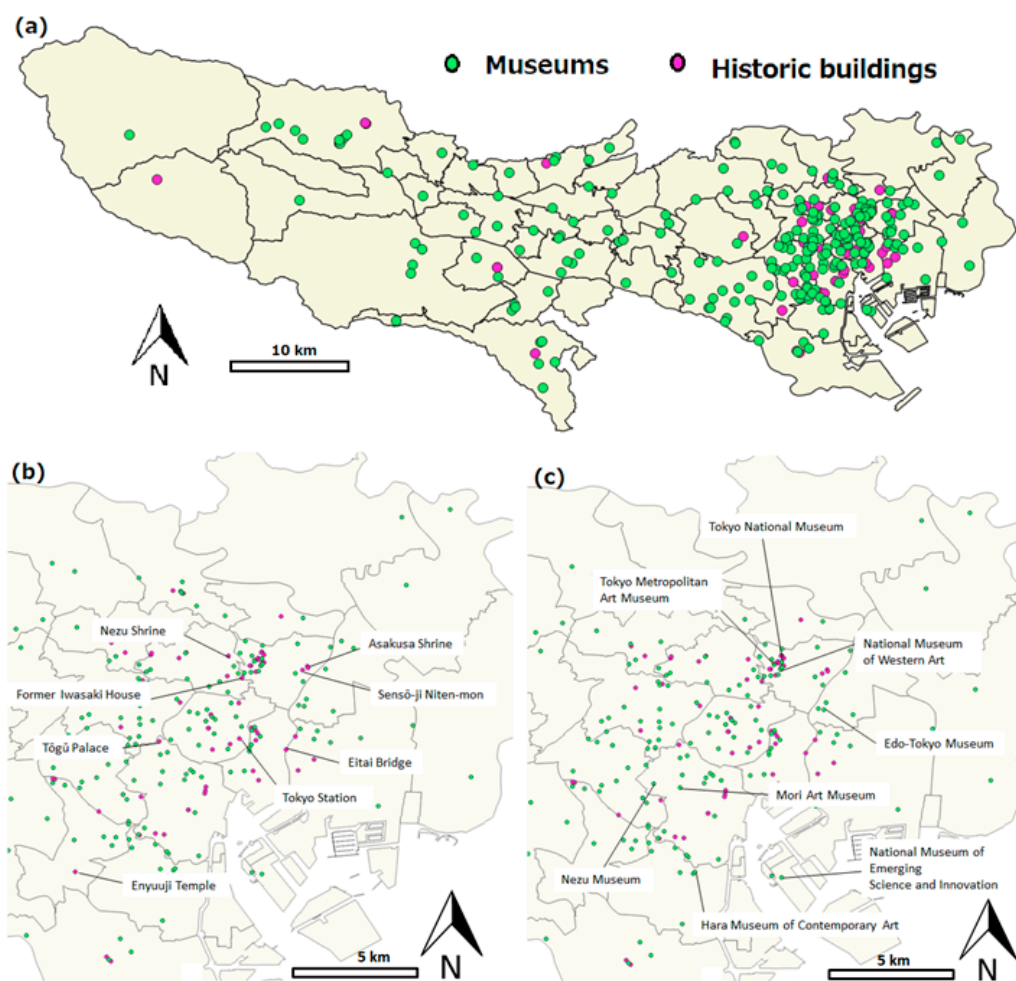 (a)
Museums
Historic buildings
N
10 km
(b)
Nezu Shrine
Asakusa Shrine
Former Iwasaki House
Sensō-ji Niten-mon
Tōgū Palace
Eitai Bridge
Tokyo Station
Enyuuji Temple
N
5 km
(c)
Tokyo National Museum
Tokyo Metropolitan
Art Museum
National Museum
of Western Art
Edo-Tokyo Museum
Mori Art Museum
Nezu Museum
National Museum of
Emerging
Science and Innovation
Hara Museum of Contemporary Art
N
5 km